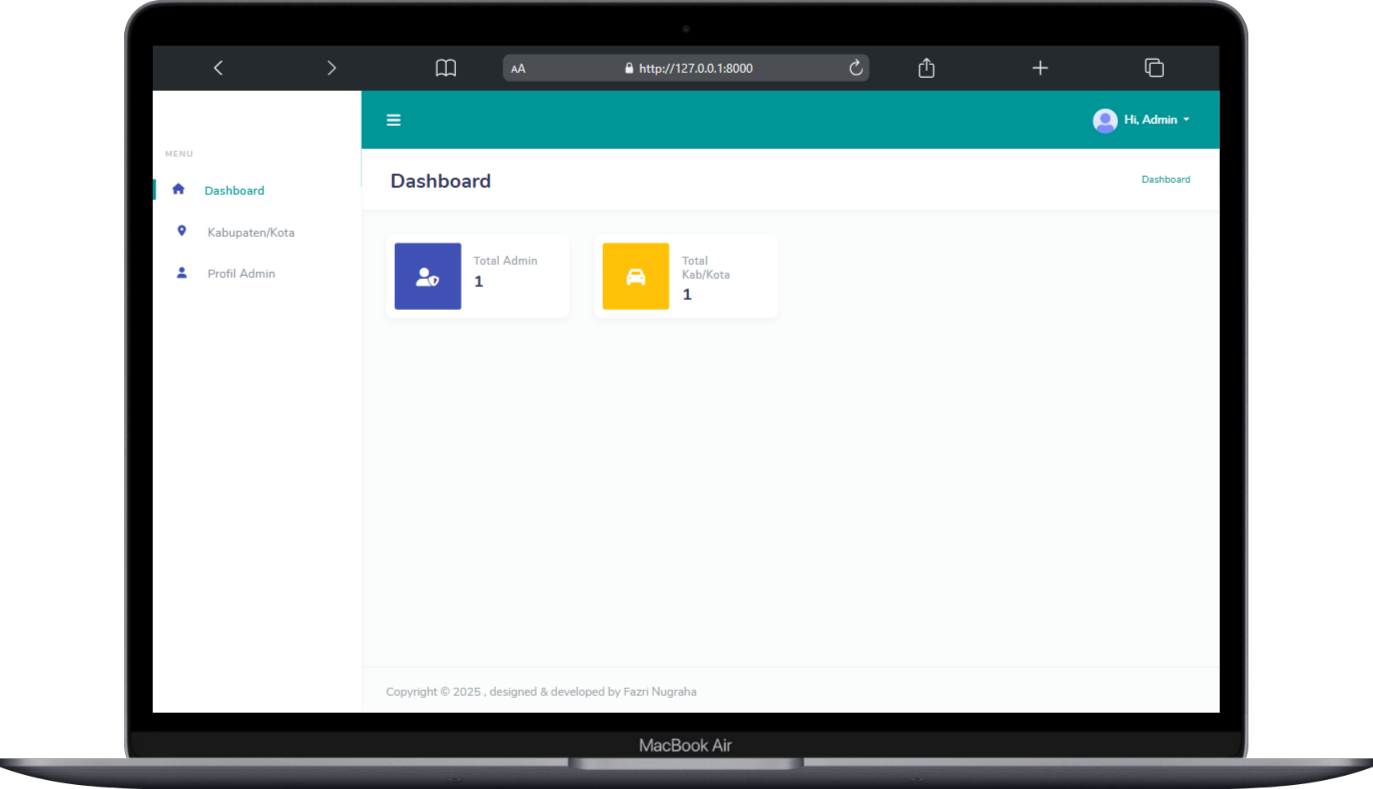 AA
http://127.0.0.1:8000
Hi, Admin
MENU
Dashboard
Kabupaten/Kota
Profil Admin
Dashboard
Dashboard
Total Admin
1
Total
Kab/Kota
1
Copyright © 2025 , designed & developed by Fazri Nugraha
MacBook Air